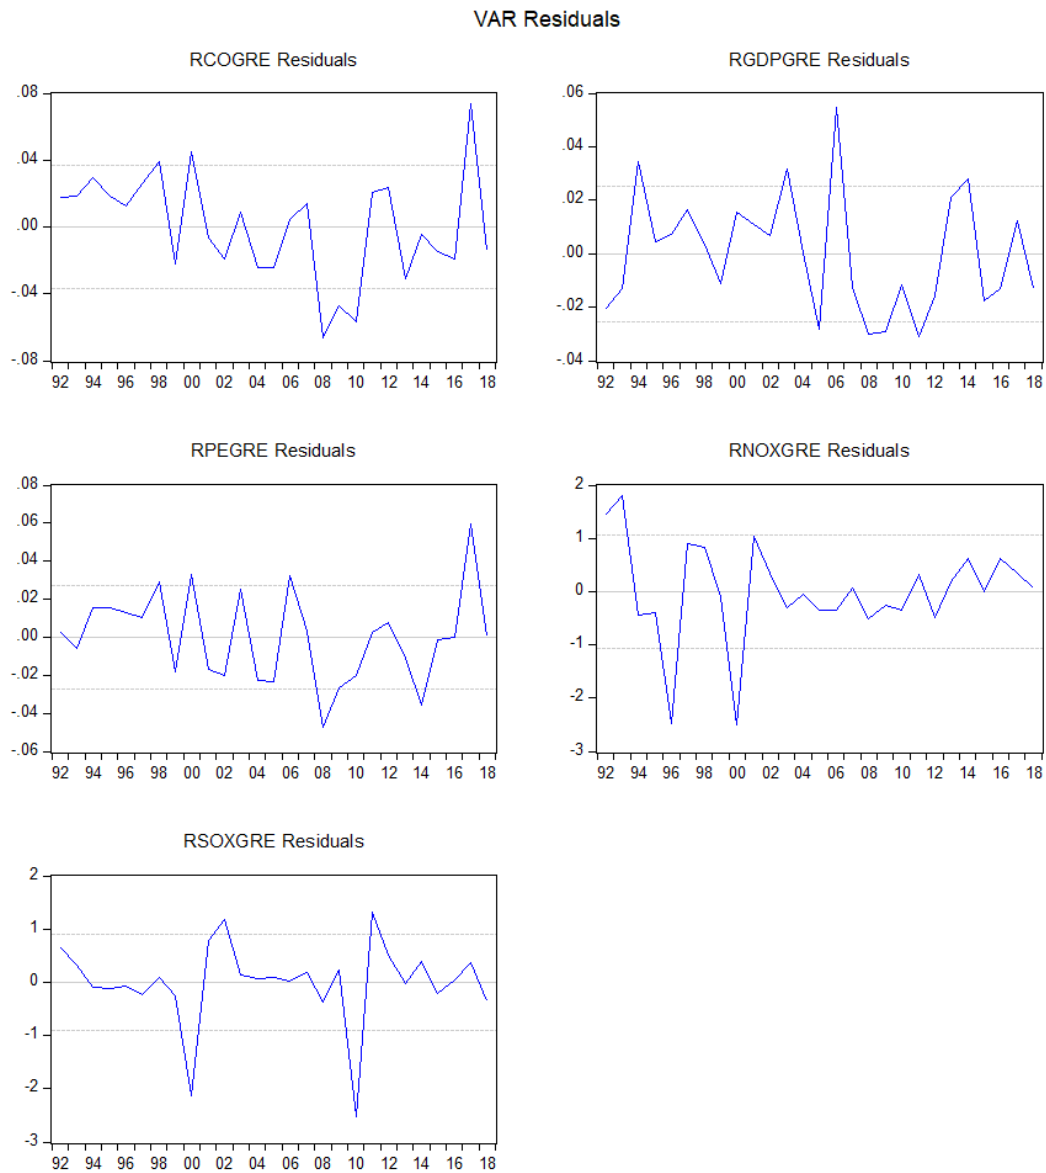 VAR Residuals
RCOGRE Residuals
.08
.04
.00
-.04
-.08
92 94 96 98 00 02 04 06 08 10 12 14 16 18
RGDPGRE Residuals
.06
.04
.02
.00
-.02
-.04
92 94 96 98 00 02 04 06 08 10 12 14 16 18
RPEGRE Residuals
.08
.06
.04
.02
.00
-.02
-.04
-.06
92 94 96 98 00 02 04 06 08 10 12 14 16 18
RNOXGRE Residuals
2
1
0
-1
-2
-3
92 94 96 98 00 02 04 06 08 10 12 14 16 18
RSOXGRE Residuals
2
1
0
-1
-2
-3
92 94 96 98 00 02 04 06 08 10 12 14 16 18